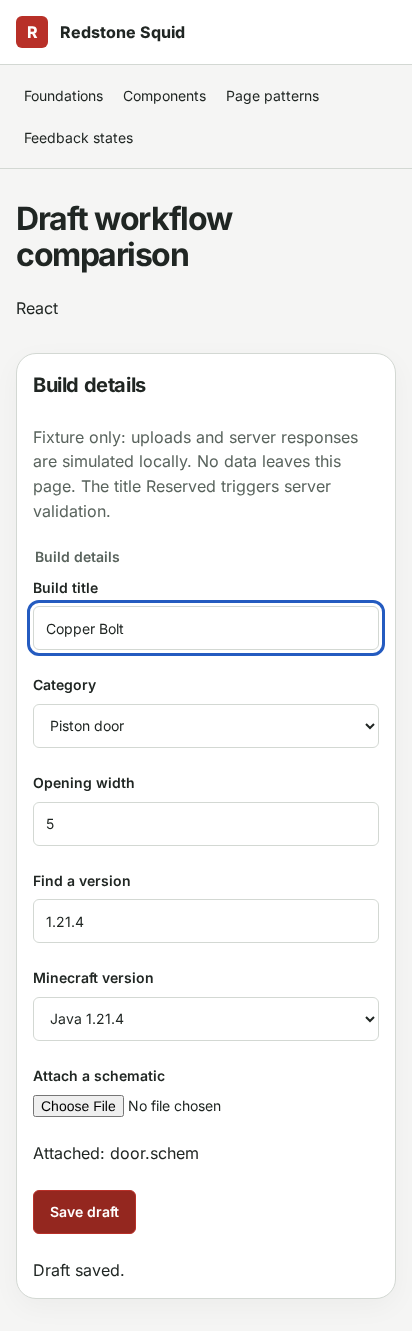 R Redstone Squid
Foundations Components Page patterns
Feedback states
Draft workflow
comparison
React
Build details
Fixture only: uploads and server responses
are simulated locally. No data leaves this
page. The title Reserved triggers server
validation.
Build details
Build title
Copper Bolt
Category
Piston door
Opening width
5
Find a version
1.21.4
Minecraft version
Java 1.21.4
Attach a schematic
Choose File No file chosen
Attached: door.schem
Save draft
Draft saved.